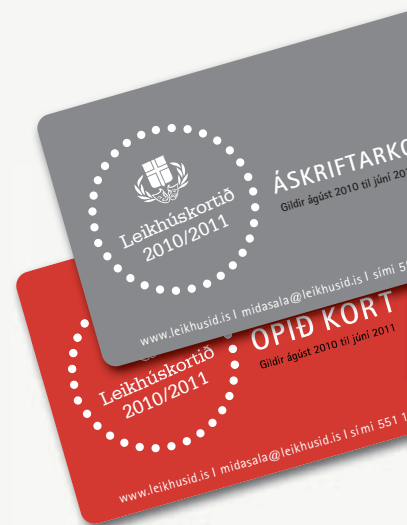 Leikhúskortið
2010/2011
ÁSKRIFTARKO
Gildir ágúst 2010 til júní 20
www.leikhusid.is I midasala@leikhusid.is I sími 5
Leikhúskortið
2010/2011
OPIÐ KORT
Gildir ágúst 2010 til júní 2011
www.leikhusid.is I midasala@leikhusid.is I sími 551 1